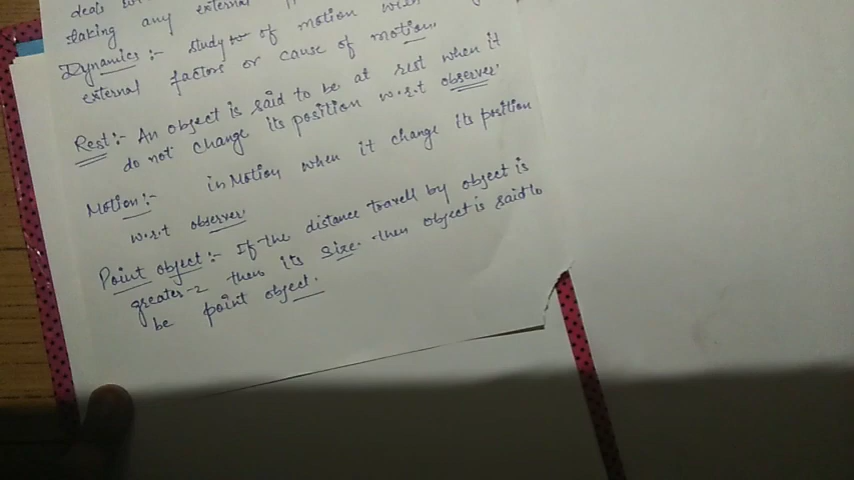 deals
taking any external
Dynamics :- study of motion with
external factors or cause of motion.
Rest :- An object is said to be at rest when it
do not change its position w.r.t observer.
Motion :- in Motion when it change its position
w.r.t observer
Point object :- If the distance travell by object is
greater than its size. then object is said to
be point object.